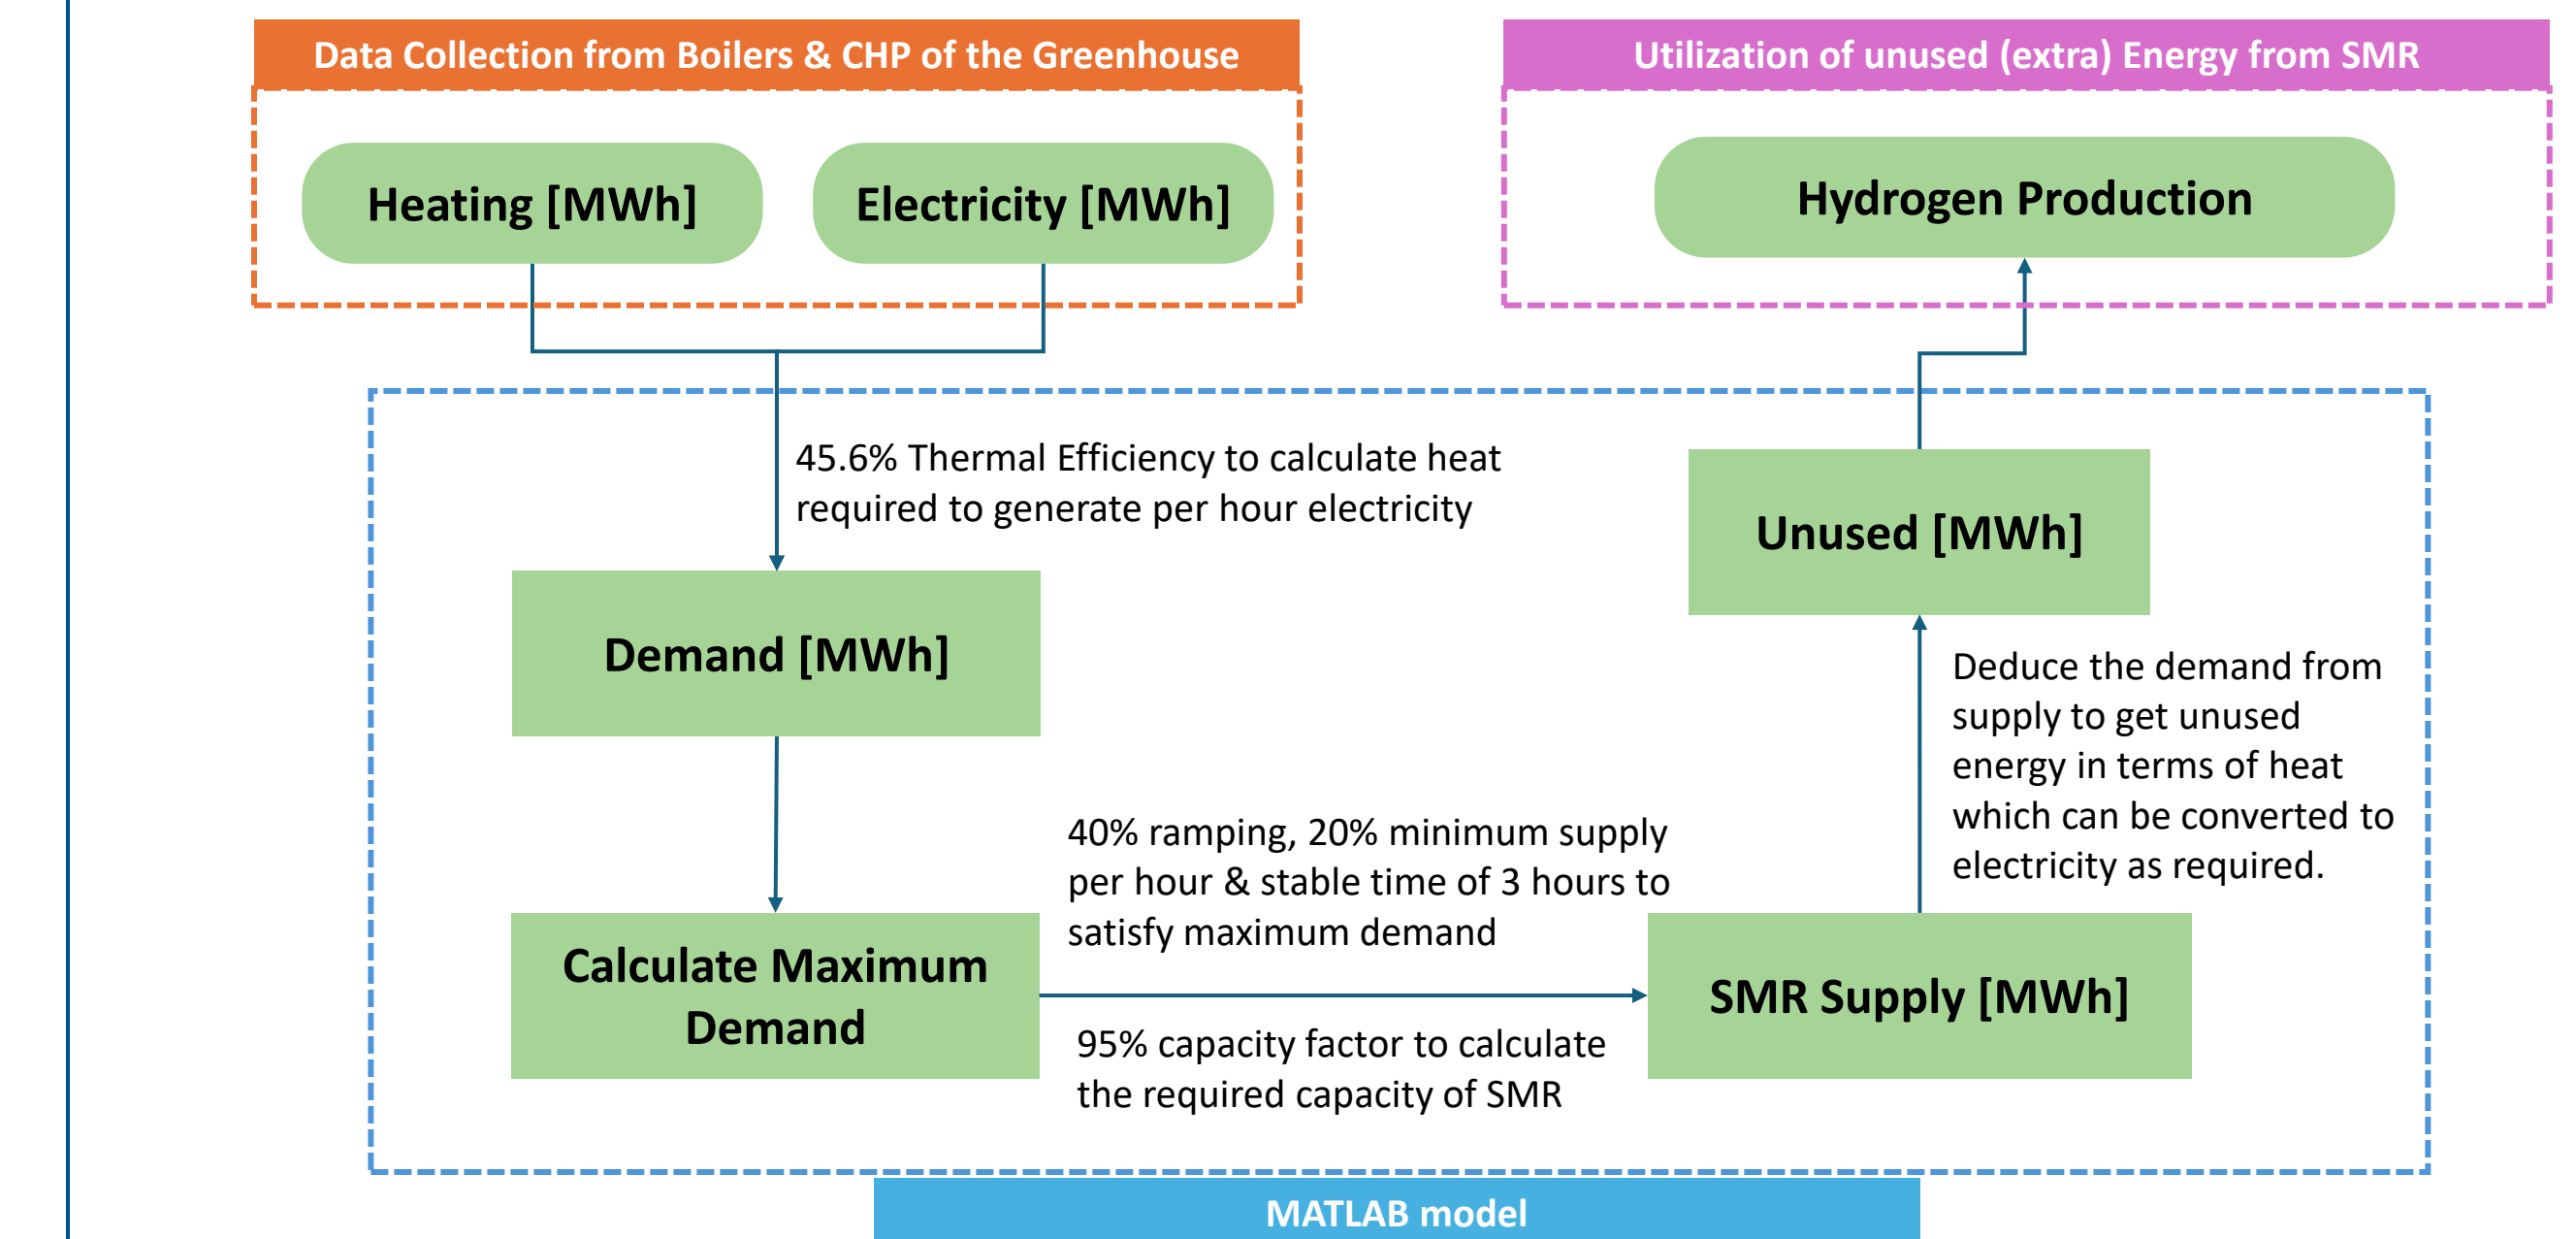 Data Collection from Boilers & CHP of the Greenhouse
Heating [MWh]
Electricity [MWh]
Utilization of unused (extra) Energy from SMR
Hydrogen Production
45.6% Thermal Efficiency to calculate heat
required to generate per hour electricity
Demand [MWh]
Calculate Maximum
Demand
40% ramping, 20% minimum supply
per hour & stable time of 3 hours to
satisfy maximum demand
95% capacity factor to calculate
the required capacity of SMR
SMR Supply [MWh]
Deduce the demand from
supply to get unused
energy in terms of heat
which can be converted to
electricity as required.
Unused [MWh]
MATLAB model